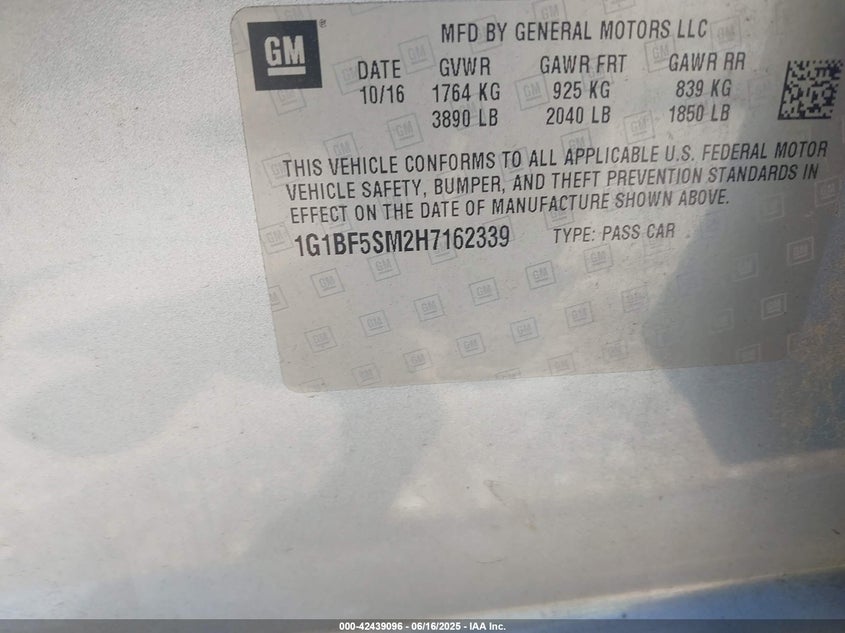 GM
®
MFD BY GENERAL MOTORS LLC
DATE GVWR GAWR FRT GAWR RR
10/16 1764 KG 925 KG 839 KG
3890 LB 2040 LB 1850 LB
THIS VEHICLE CONFORMS TO ALL APPLICABLE U.S. FEDERAL MOTOR
VEHICLE SAFETY, BUMPER, AND THEFT PREVENTION STANDARDS IN
EFFECT ON THE DATE OF MANUFACTURE SHOWN ABOVE.
1G1BF5SM2H7162339 TYPE: PASS CAR
000-42439096 - 06/16/2025 - IAA Inc.